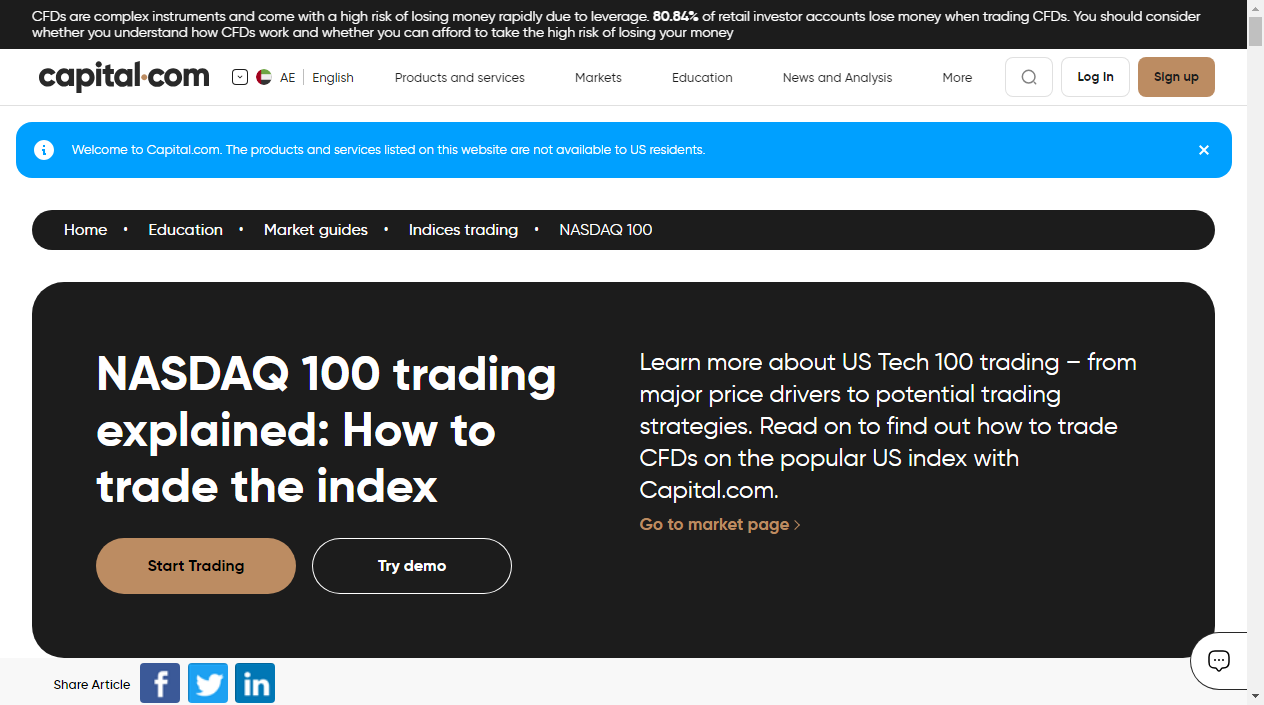 CFDs are complex instruments and come with a high risk of losing money rapidly due to leverage. 80.84% of retail investor accounts lose money when trading CFDs. You should consider
whether you understand how CFDs work and whether you can afford to take the high risk of losing your money
capital.com AE English Products and services Markets Education News and Analysis More Log In Sign up
Welcome to Capital.com. The products and services listed on this website are not available to US residents.
Home • Education • Market guides • Indices trading • NASDAQ 100
NASDAQ 100 trading
explained: How to
trade the index
Start Trading Try demo
Learn more about US Tech 100 trading – from
major price drivers to potential trading
strategies. Read on to find out how to trade
CFDs on the popular US index with
Capital.com.
Go to market page
Share Article